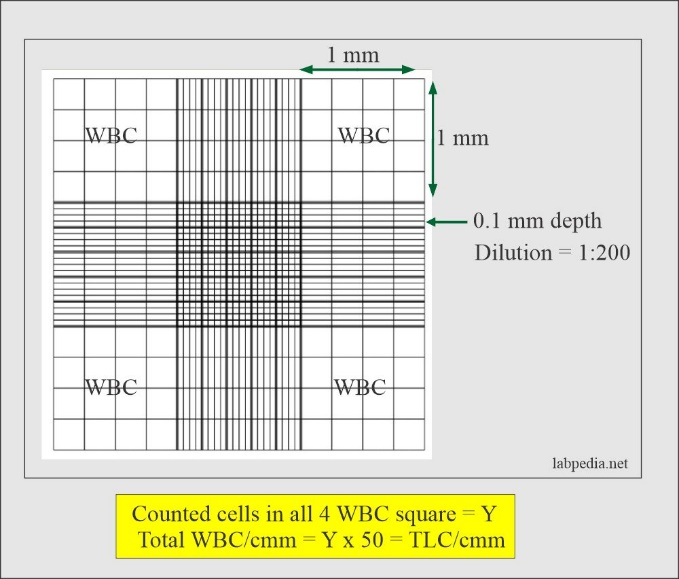 1 mm
WBC
WBC
1 mm
0.1 mm depth
Dilution = 1:200
WBC
WBC
labpedia.net
Counted cells in all 4 WBC square = Y
Total WBC/cmm = Y x 50 = TLC/cmm